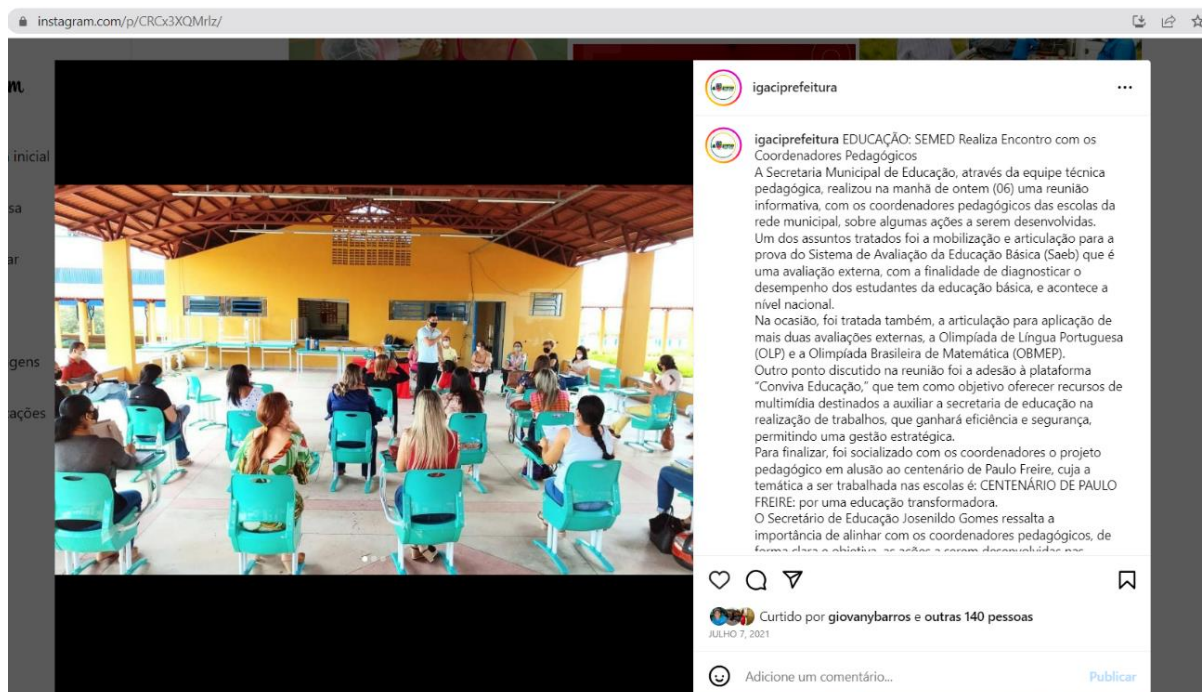 instagram.com/p/CRCx3XQMrlz/
m
inicial
sa
ar
gens
ações
igaciprefeitura
igaciprefeitura EDUCAÇÃO: SEMED Realiza Encontro com os
Coordenadores Pedagógicos
A Secretaria Municipal de Educação, através da equipe técnica
pedagógica, realizou na manhã de ontem (06) uma reunião
informativa, com os coordenadores pedagógicos das escolas da
rede municipal, sobre algumas ações a serem desenvolvidas.
Um dos assuntos tratados foi a mobilização e articulação para a
prova do Sistema de Avaliação da Educação Básica (Saeb) que é
uma avaliação externa, com a finalidade de diagnosticar o
desempenho dos estudantes da educação básica, e acontece a
nível nacional.
Na ocasião, foi tratada também, a articulação para aplicação de
mais duas avaliações externas, a Olimpíada de Língua Portuguesa
(OLP) e a Olimpíada Brasileira de Matemática (OBMEP).
Outro ponto discutido na reunião foi a adesão à plataforma
"Conviva Educação," que tem como objetivo oferecer recursos de
multimídia destinados a auxiliar a secretaria de educação na
realização de trabalhos, que ganhará eficiência e segurança,
permitindo uma gestão estratégica.
Para finalizar, foi socializado com os coordenadores o projeto
pedagógico em alusão ao centenário de Paulo Freire, cuja a
temática a ser trabalhada nas escolas é: CENTENÁRIO DE PAULO
FREIRE: por uma educação transformadora.
O Secretário de Educação Josenildo Gomes ressalta a
importância de alinhar com os coordenadores pedagógicos, de
forma clara e objetiva, as ações a serem desenvolvidas nas
Curtido por giovanybarros e outras 140 pessoas
JULHO 7, 2021
Adicione um comentário... Publicar